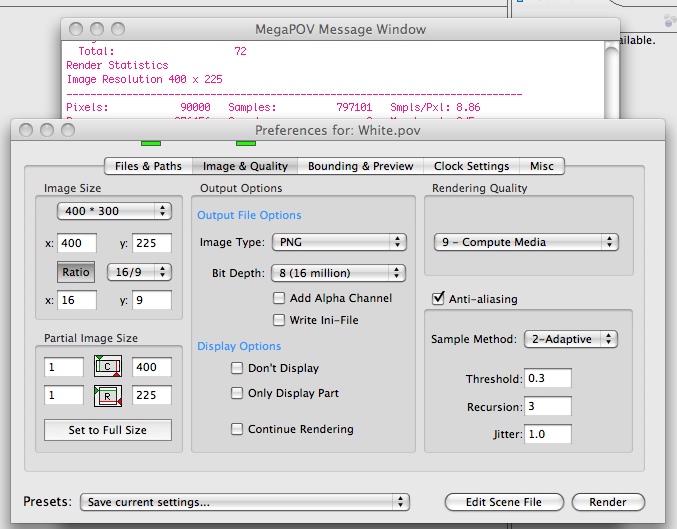 MegaPOV Message Window
ailable.
Total: 72
Render Statistics
Image Resolution 400 x 225
Pixels: 90000 Samples: 797101 Smpls/Pxl: 8.86
Preferences for: White.pov
Files & Paths Image & Quality Bounding & Preview Clock Settings Misc
Image Size
400 * 300
x: 400 y: 225
Ratio 16/9
x: 16 y: 9
Partial Image Size
1 C 400
1 R 225
Set to Full Size
Output Options
Output File Options
Image Type: PNG
Bit Depth: 8 (16 million)
Add Alpha Channel
Write Ini-File
Display Options
Don't Display
Only Display Part
Continue Rendering
Rendering Quality
9 – Compute Media
Anti-aliasing
Sample Method: 2-Adaptive
Threshold: 0.3
Recursion: 3
Jitter: 1.0
Presets: Save current settings... Edit Scene File Render